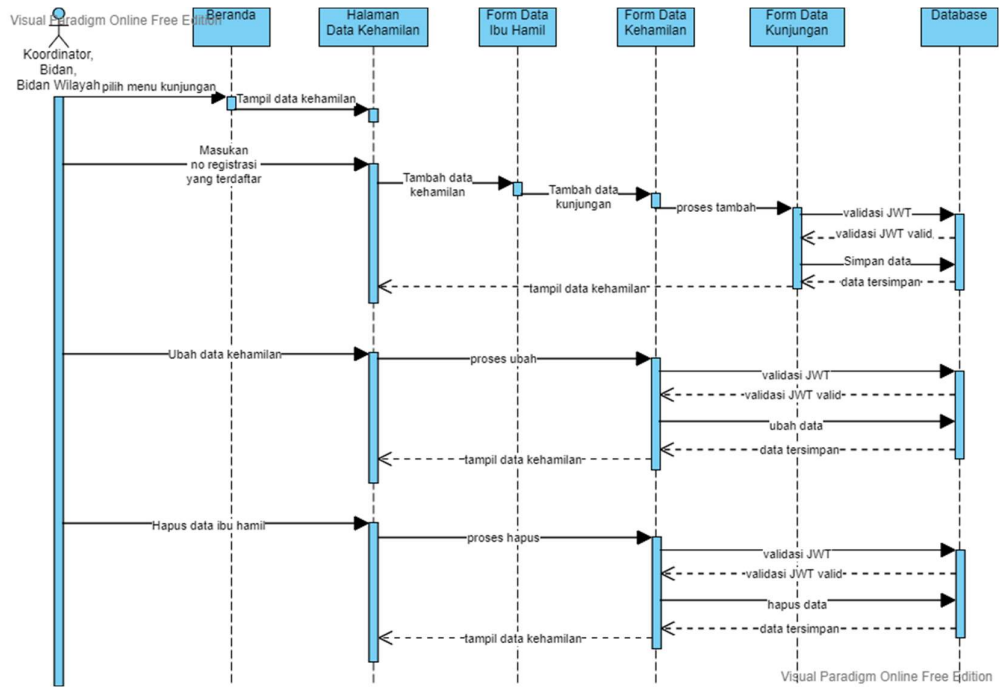 Visual Paradigm Online Free Edition
Beranda
Halaman
Data Kehamilan
Form Data
Ibu Hamil
Form Data
Kehamilan
Form Data
Kunjungan
Database
Koordinator,
Bidan,
Bidan Wilayah
pilih menu kunjungan
Tampil data kehamilan
Masukan
no registrasi
yang terdaftar
Tambah data
kehamilan
Tambah data
kunjungan
proses tambah
validasi JWT
validasi JWT valid
Simpan data
data tersimpan
tampil data kehamilan
Ubah data kehamilan
proses ubah
validasi JWT
validasi JWT valid
ubah data
data tersimpan
tampil data kehamilan
Hapus data ibu hamil
proses hapus
validasi JWT
validasi JWT valid
hapus data
data tersimpan
tampil data kehamilan
Visual Paradigm Online Free Edition